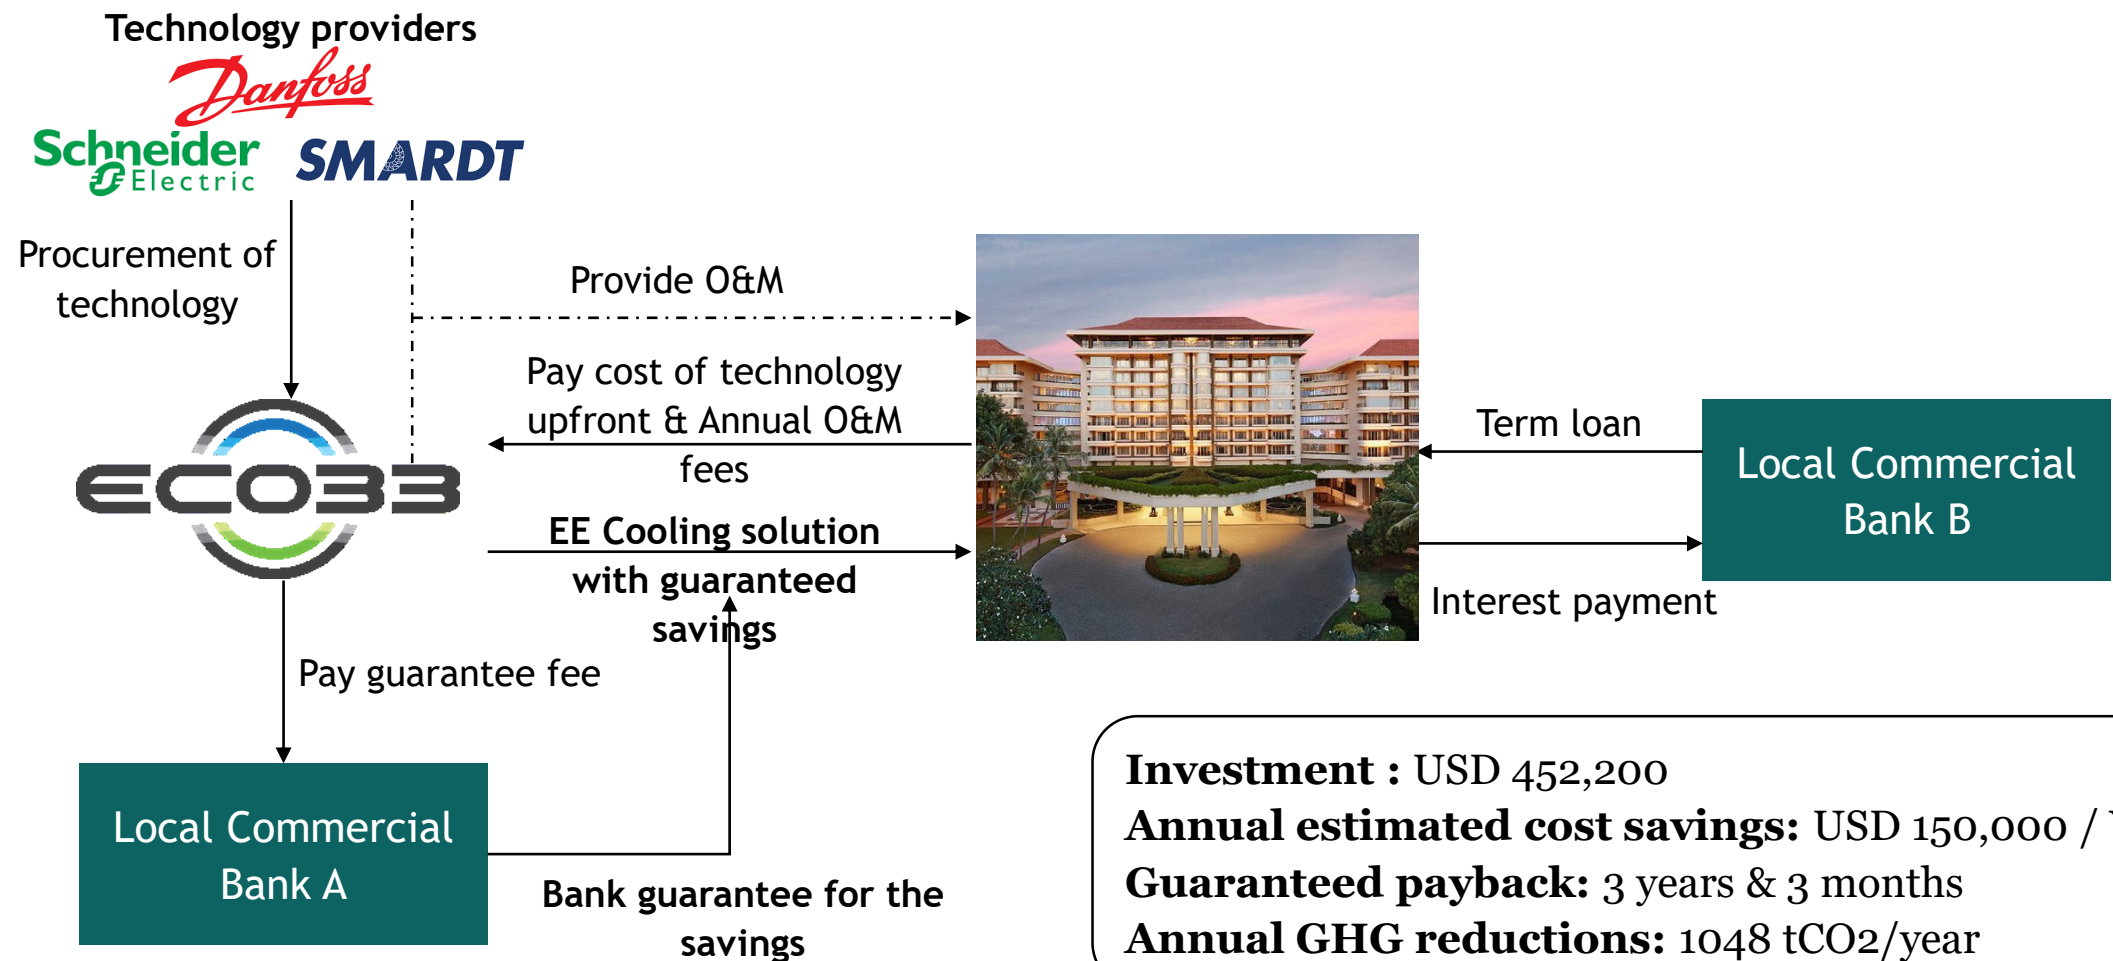 Technology providers
Danfoss
Schneider
Electric
SMARDT
Procurement of
technology
Provide O&M
Pay cost of technology
upfront & Annual O&M
fees
ECO33
EE Cooling solution
with guaranteed
savings
Term loan
Local Commercial
Bank B
Interest payment
Pay guarantee fee
Local Commercial
Bank A
Bank guarantee for the
savings
Investment : USD 452,200
Annual estimated cost savings: USD 150,000 /
Guaranteed payback: 3 years & 3 months
Annual GHG reductions: 1048 tCO2/year